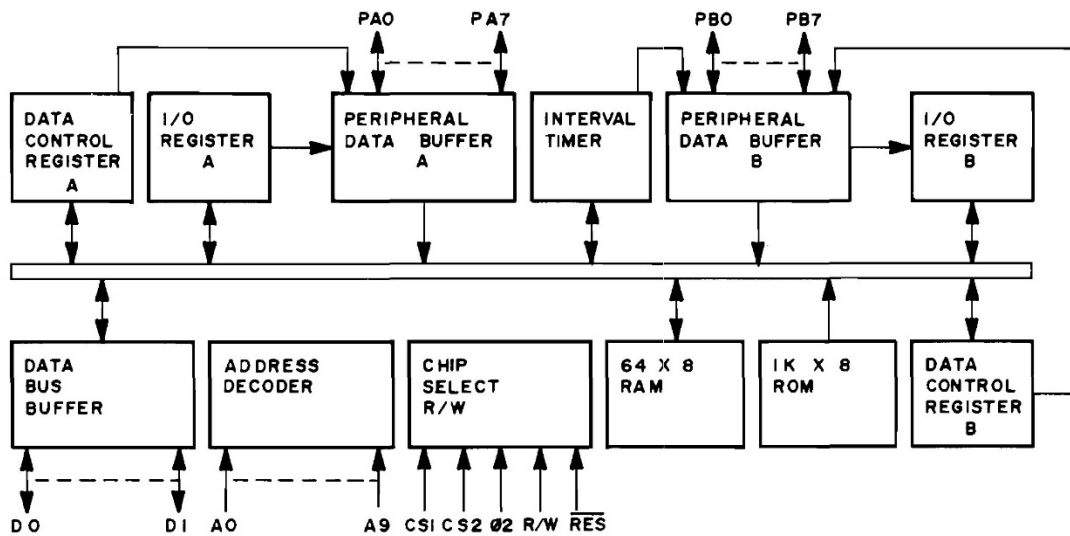 PA0 PA7 PB0 PB7
DATA
CONTROL
REGISTER
A
I/O
REGISTER
A
PERIPHERAL
DATA BUFFER
A
INTERVAL
TIMER
PERIPHERAL
DATA BUFFER
B
I/O
REGISTER
B
DATA
BUS
BUFFER
ADDRESS
DECODER
CHIP
SELECT
R/W
64 X 8
RAM
1K X 8
ROM
DATA
CONTROL
REGISTER
B
D0 D1 A0 A9 CS1 CS2 Ø2 R/W R̅E̅S̅